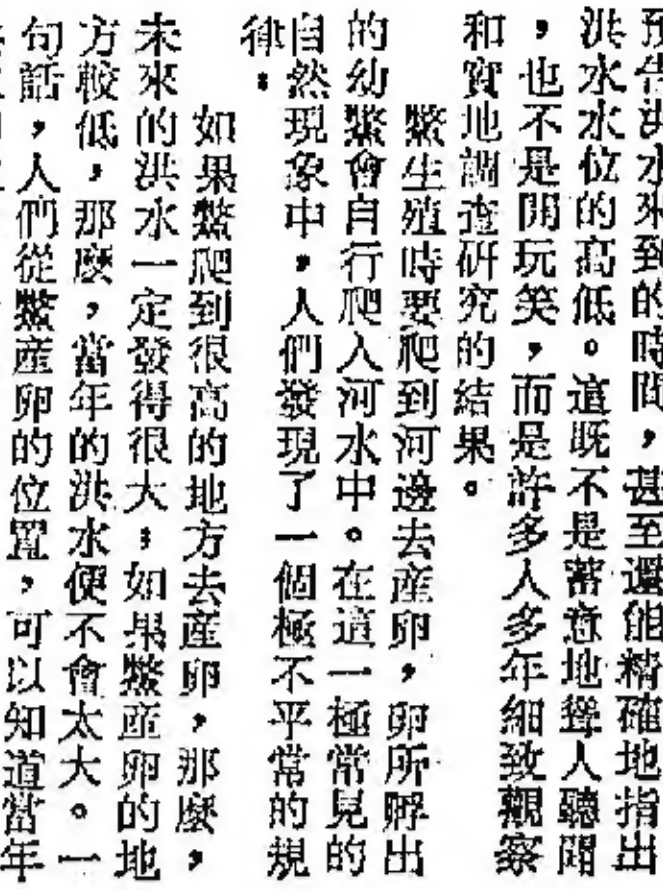 預告洪水來到的時間，甚至還能精確地指出
洪水水位的高低。這既不是蓄意地聳人聽聞
，也不是開玩笑，而是許多人多年細致觀察
和實地調查研究的結果。
鱉生殖時要爬到河邊去産卵，卵所孵出
的幼鱉會自行爬入河水中。在這一極常見的
自然現象中，人們發現了一個極不平常的規
律：
如果鱉爬到很高的地方去産卵，那麼，
未來的洪水一定發得很大；如果鱉産卵的地
方較低，那麼，當年的洪水便不會太大。一
句話，人們從鱉産卵的位置，可以知道當年